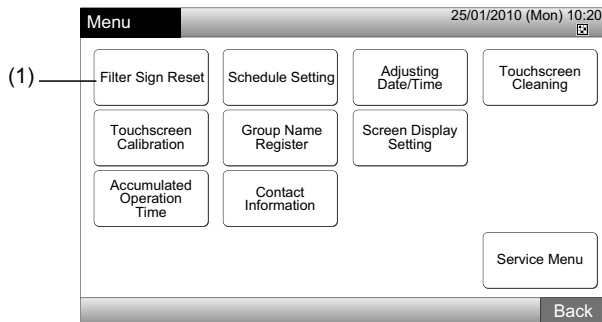 Menu
25/01/2010 (Mon) 10:20
(1)
Filter Sign Reset
Schedule Setting
Adjusting
Date/Time
Touchscreen
Cleaning
Touchscreen
Calibration
Group Name
Register
Screen Display
Setting
Accumulated
Operation
Time
Contact
Information
Service Menu
Back